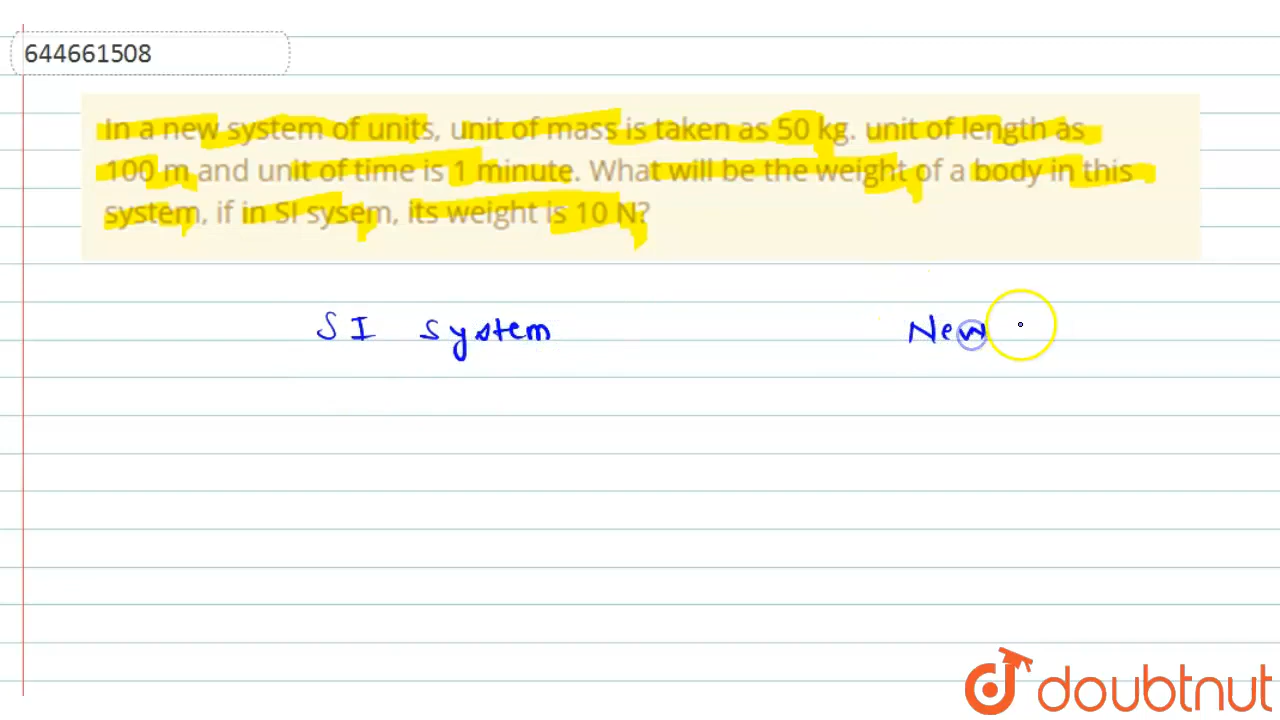 644661508
In a new system of units, unit of mass is taken as 50 kg. unit of length as
100 m and unit of time is 1 minute. What will be the weight of a body in this
system, if in SI sysem, its weight is 10 N?
SI System New
doubtnut